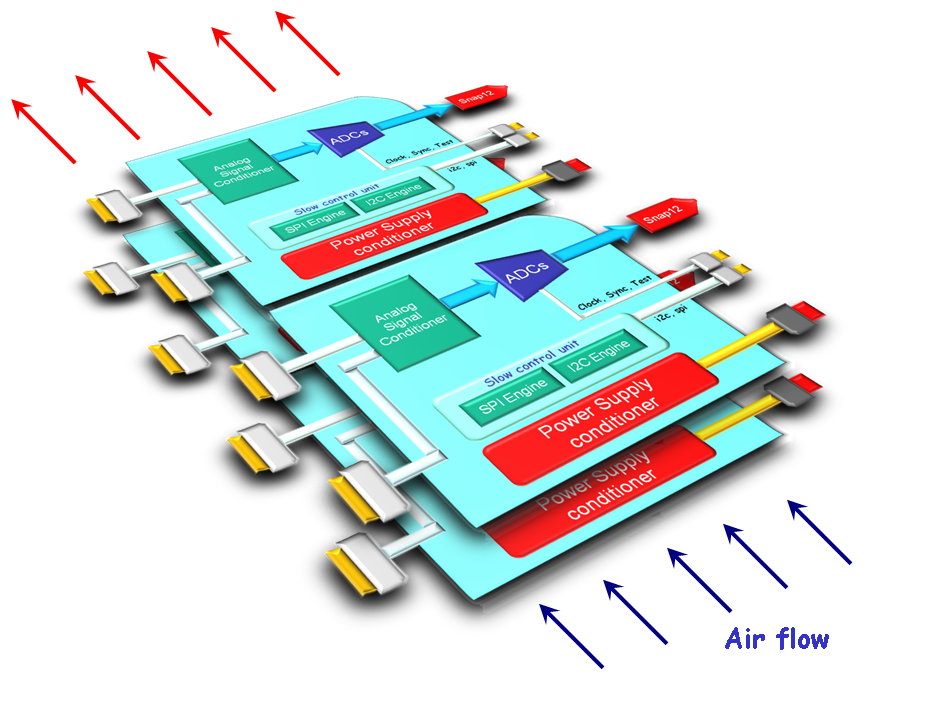 Snap12
ADCs
Analog
Signal
Conditioner
Clock, Sync, Test
i2c, spi
Slow control unit
I2C Engine
SPI Engine
Power Supply
conditioner
Snap12
ADCs
Analog
Signal
Conditioner
Clock, Sync, Test
12
i2c, spi
Slow control unit
I2C Engine
SPI Engine
Power Supply
conditioner
Power Supply
conditioner
Air flow